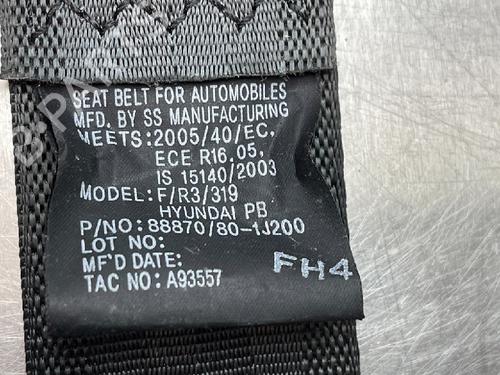 SEAT BELT FOR AUTOMOBILES
MFD. BY SS MANUFACTURING
MEETS: 2005/40/EC,
ECE R16.05,
IS 15140/2003
MODEL: F/R3/319
HYUNDAI PB
P/NO: 88870/80-1J200
LOT NO:
MF'D DATE:
TAC NO: A93557
FH4